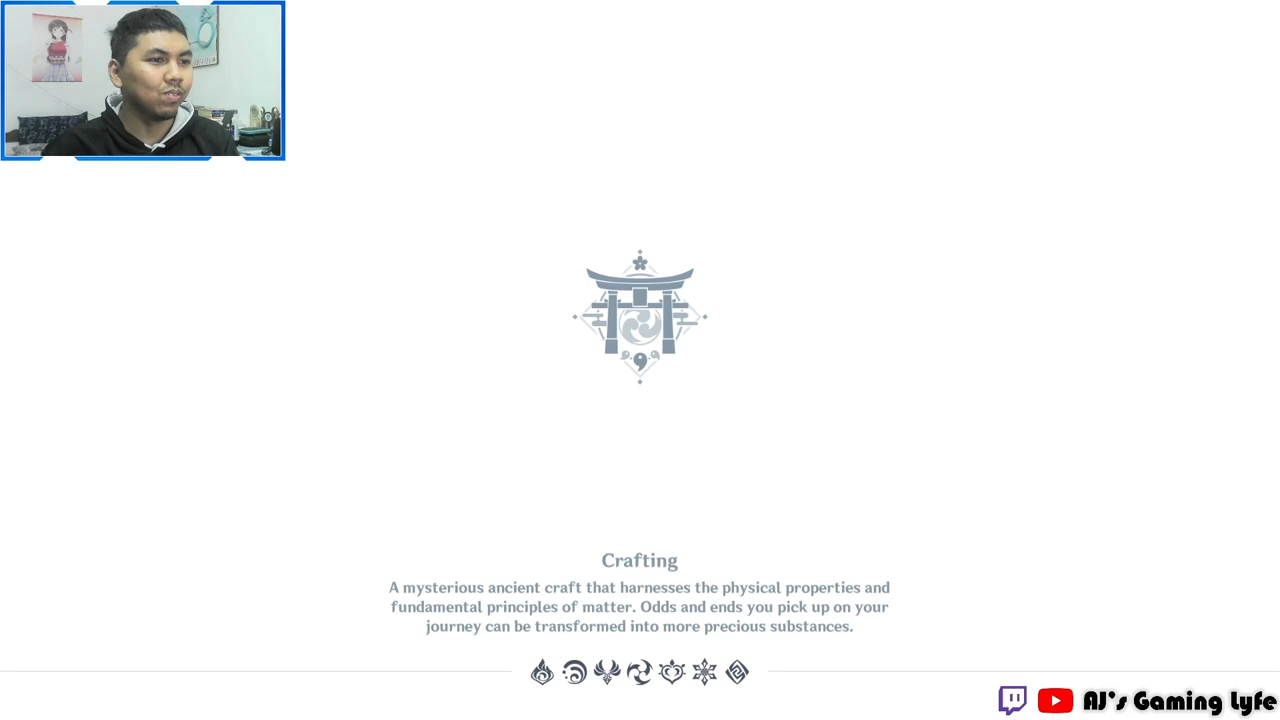 Crafting
A mysterious ancient craft that harnesses the physical properties and
fundamental principles of matter. Odds and ends you pick up on your
journey can be transformed into more precious substances.
AJ's Gaming Lyfe